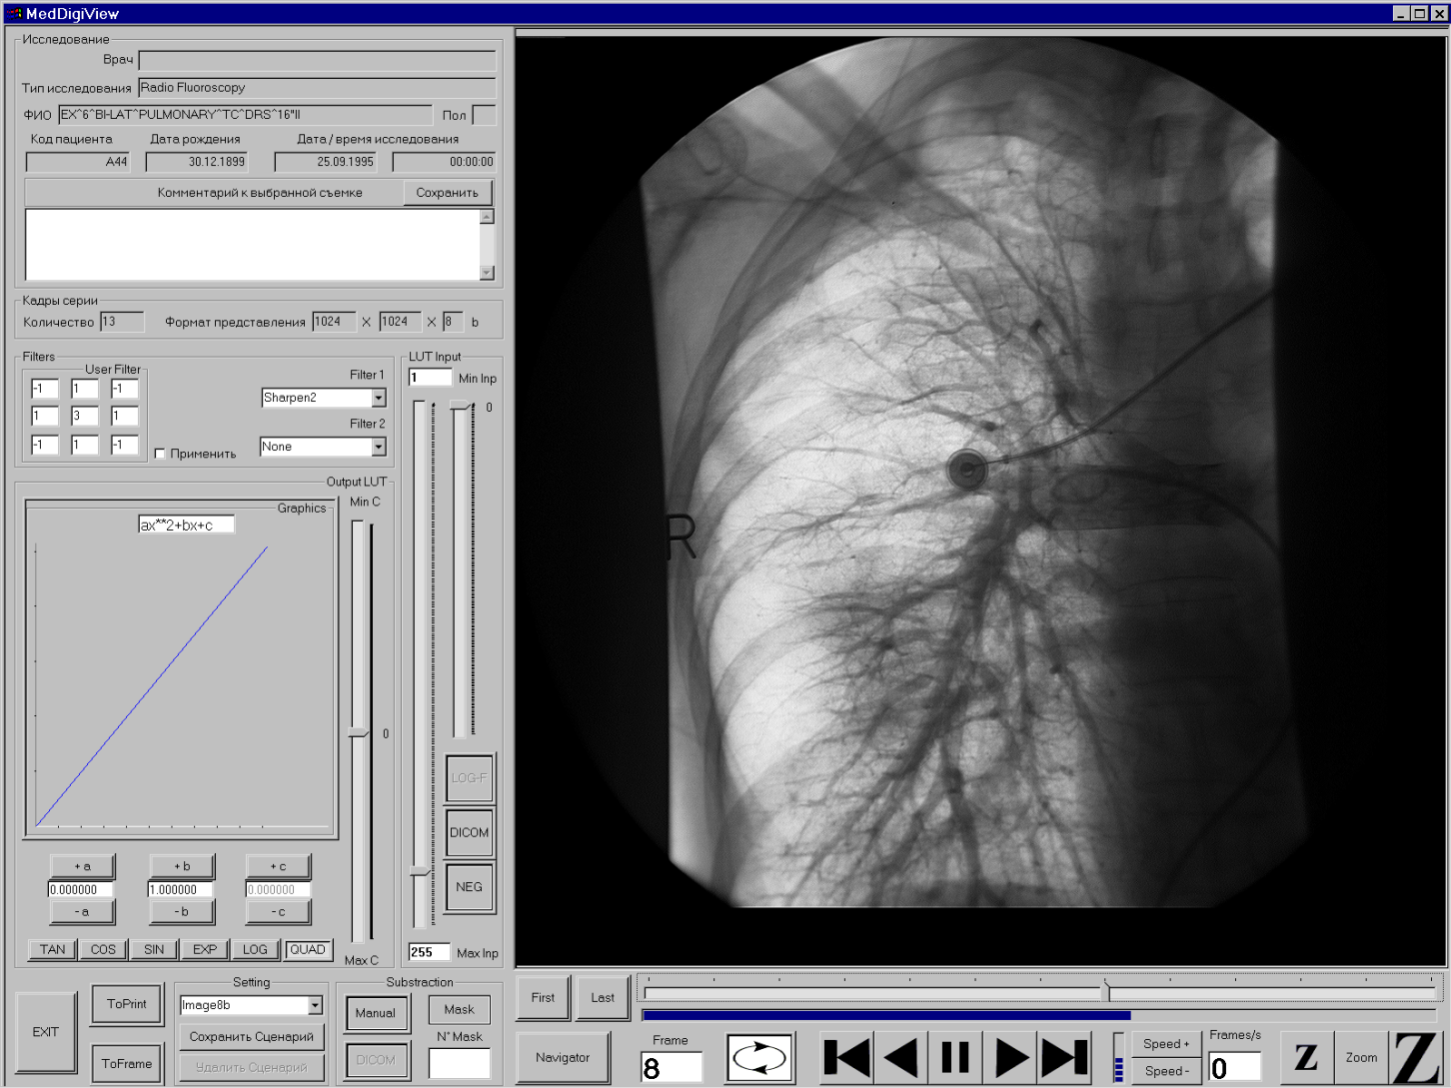 MedDigiView
Исследование
Врач
Тип исследования Radio Fluoroscopy
ФИО EX^6^BI-LAT^PULMONARY^TC^DRS^16"II Пол
Код пациента Дата рождения Дата / время исследования
A44 30.12.1899 25.09.1995 00:00:00
Комментарий к выбранной съемке Сохранить
Кадры серии
Количество 13 Формат представления 1024 X 1024 X 8 b
Filters
User Filter
-1 1 -1
1 3 1
-1 1 -1
Применить
Filter 1
Sharpen2
Filter 2
None
LUT Input
1 Min Inp
0
LOG-F
DICOM
NEG
255 Max Inp
Output LUT
Min C
0
Max C
Graphics
ax**2+bx+c
+ a + b + c
0.000000 1.000000 0.000000
- a - b - c
TAN COS SIN EXP LOG QUAD
EXIT
ToPrint
ToFrame
Setting
Image8b
Сохранить Сценарий
Удалить Сценарий
Substraction
Manual Mask
N° Mask
DICOM
R
First Last
Navigator
Frame
8
Speed +
Speed -
Frames/s
0
Z Zoom Z